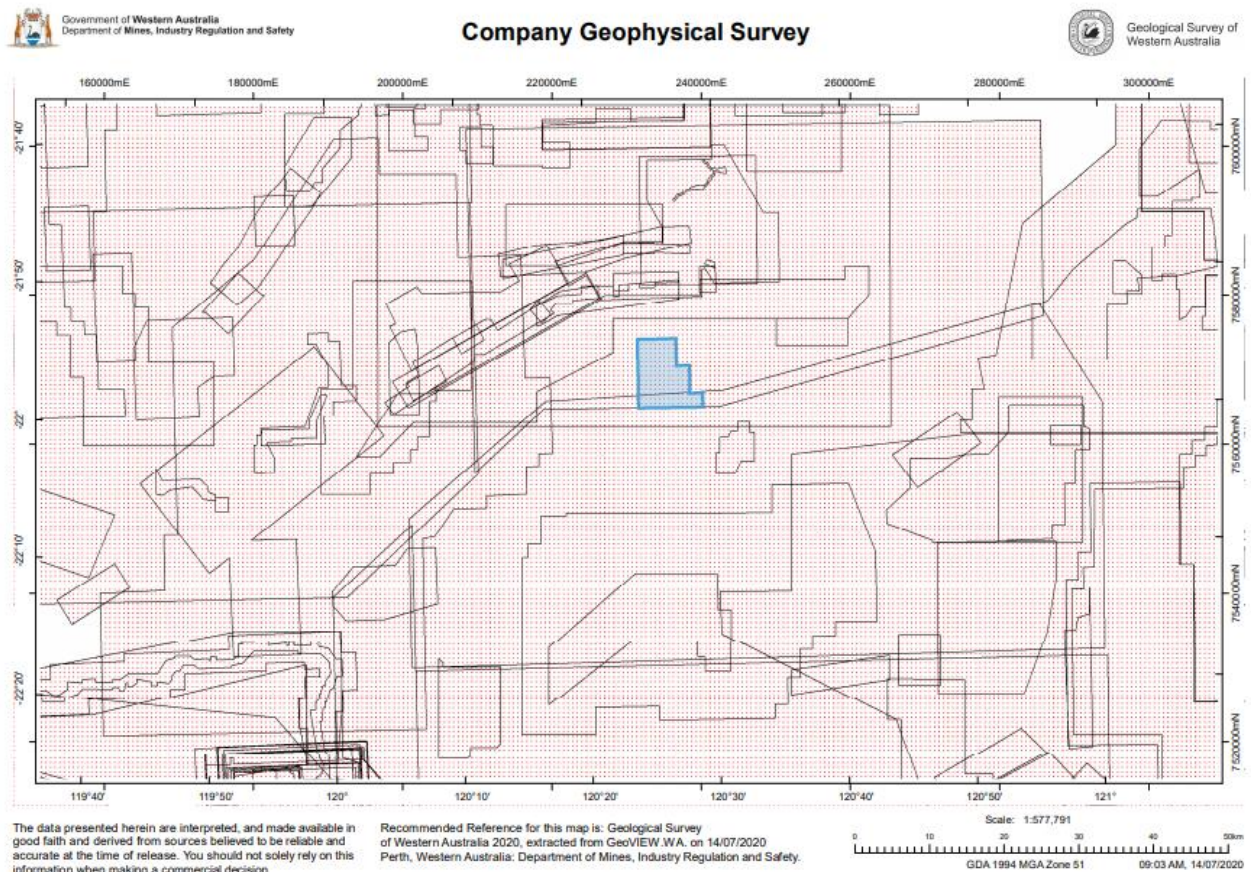 Government of Western Australia
Department of Mines, Industry Regulation and Safety
Company Geophysical Survey
Geological Survey of
Western Australia
160000mE
180000mE
200000mE
220000mE
240000mE
260000mE
280000mE
300000mE
-21°40'
7600000mN
-21°50'
7580000mN
-22°
7560000mN
-22°10'
7540000mN
-22°20'
7520000mN
119°40'
119°50'
120°
120°10'
120°20'
120°30'
120°40'
120°50'
121°
The data presented herein are interpreted, and made available in
good faith and derived from sources believed to be reliable and
accurate at the time of release. You should not solely rely on this
information when making a commercial decision
Recommended Reference for this map is: Geological Survey
of Western Australia 2020, extracted from GeoVIEW.WA. on 14/07/2020
Perth, Western Australia: Department of Mines, Industry Regulation and Safety.
Scale: 1:577,791
0 10 20 30 40 50km
GDA 1994 MGA Zone 51
09:03 AM, 14/07/2020